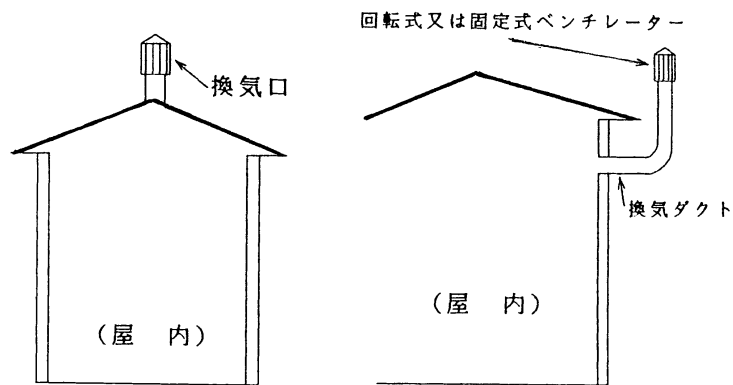 回転式又は固定式ベンチレーター
換気口
換気ダクト
(屋 内)
(屋 内)